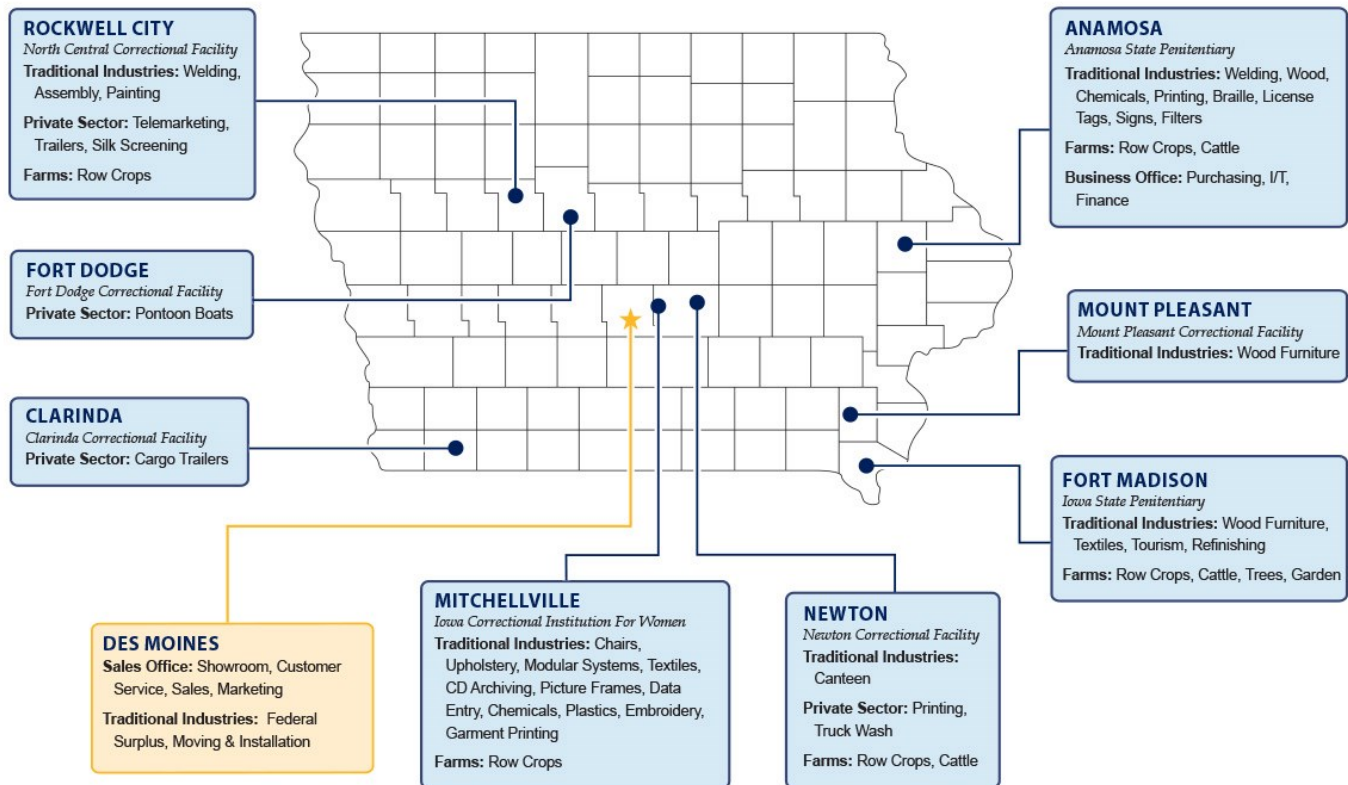 ROCKWELL CITY
North Central Correctional Facility
Traditional Industries: Welding,
Assembly, Painting
Private Sector: Telemarketing,
Trailers, Silk Screening
Farms: Row Crops
FORT DODGE
Fort Dodge Correctional Facility
Private Sector: Pontoon Boats
CLARINDA
Clarinda Correctional Facility
Private Sector: Cargo Trailers
DES MOINES
Sales Office: Showroom, Customer
Service, Sales, Marketing
Traditional Industries: Federal
Surplus, Moving & Installation
MITCHELLVILLE
Iowa Correctional Institution For Women
Traditional Industries: Chairs,
Upholstery, Modular Systems, Textiles,
CD Archiving, Picture Frames, Data
Entry, Chemicals, Plastics, Embroidery,
Garment Printing
Farms: Row Crops
NEWTON
Newton Correctional Facility
Traditional Industries:
Canteen
Private Sector: Printing,
Truck Wash
Farms: Row Crops, Cattle
ANAMOSA
Anamosa State Penitentiary
Traditional Industries: Welding, Wood,
Chemicals, Printing, Braille, License
Tags, Signs, Filters
Farms: Row Crops, Cattle
Business Office: Purchasing, I/T,
Finance
MOUNT PLEASANT
Mount Pleasant Correctional Facility
Traditional Industries: Wood Furniture
FORT MADISON
Iowa State Penitentiary
Traditional Industries: Wood Furniture,
Textiles, Tourism, Refinishing
Farms: Row Crops, Cattle, Trees, Garden